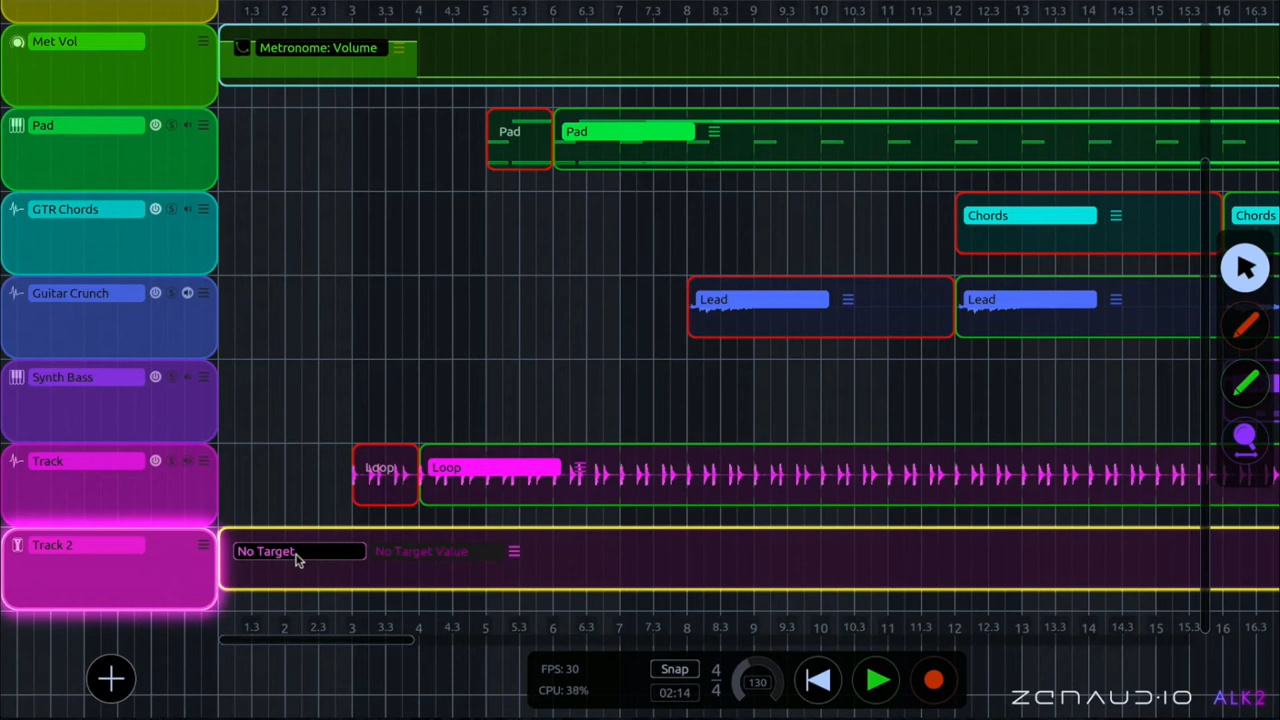 1.3 2 2.3 3 3.3 4 4.3 5 5.3 6 6.3 7 7.3 8 8.3 9 9.3 10 10.3 11 11.3 12 12.3 13 13.3 14 14.3 15 15.3 16 16.3
Met Vol
Metronome: Volume
Pad
S
Pad
Pad
GTR Chords
S
Chords
Chords
Guitar Crunch
S
Lead
Lead
Synth Bass
S
Track
S
Loop
Loop
Track 2
No Target
No Target Value
1.3 2 2.3 3 3.3 4 4.3 5 5.3 6 6.3 7 7.3 8 8.3 9 9.3 10 10.3 11 11.3 12 12.3 13 13.3 14 14.3 15 15.3 16 16.3
FPS: 30
CPU: 38%
Snap
02:14
4
4
130
ZENAUDIO ALK2